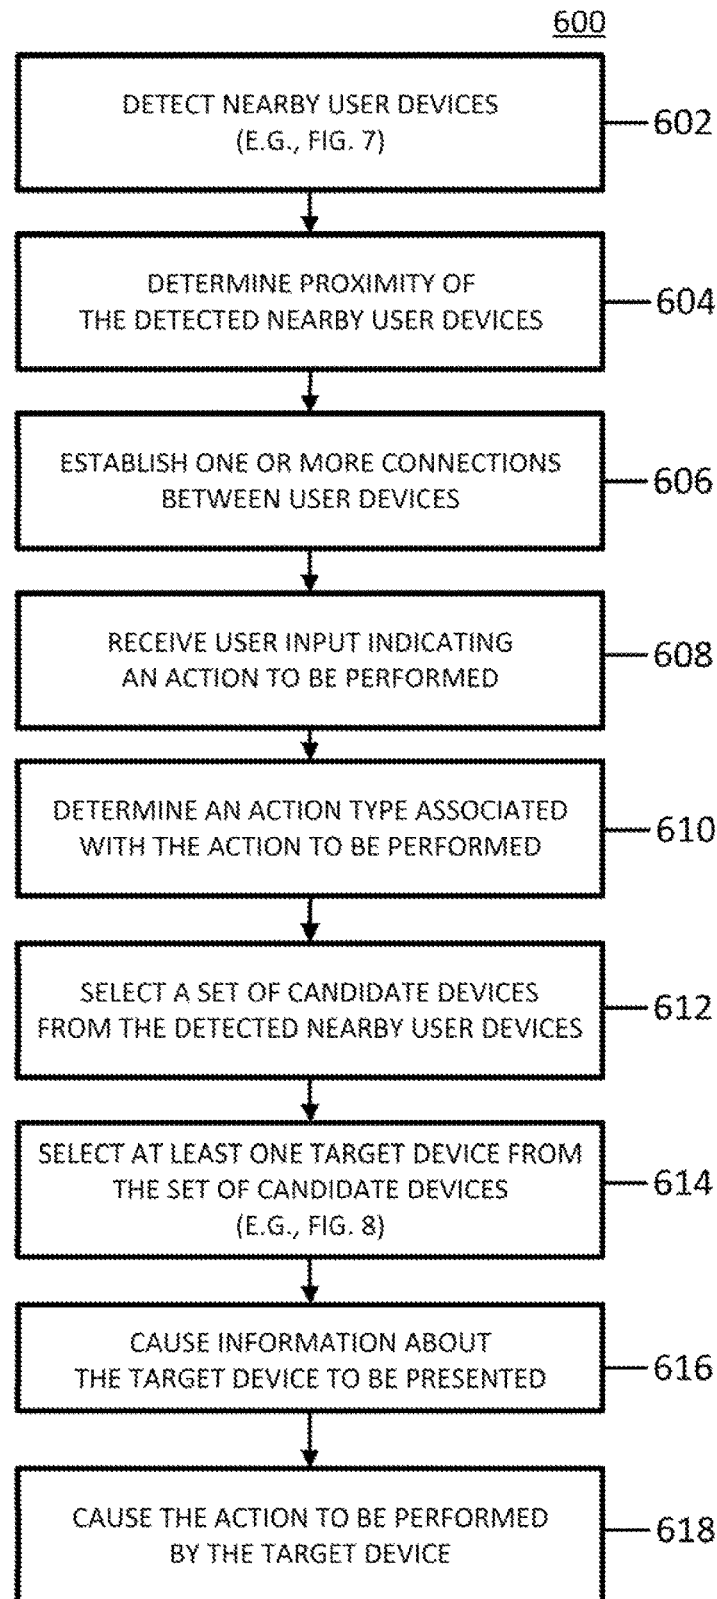 600
DETECT NEARBY USER DEVICES
(E.G., FIG. 7)
602
DETERMINE PROXIMITY OF
THE DETECTED NEARBY USER DEVICES
604
ESTABLISH ONE OR MORE CONNECTIONS
BETWEEN USER DEVICES
606
RECEIVE USER INPUT INDICATING
AN ACTION TO BE PERFORMED
608
DETERMINE AN ACTION TYPE ASSOCIATED
WITH THE ACTION TO BE PERFORMED
610
SELECT A SET OF CANDIDATE DEVICES
FROM THE DETECTED NEARBY USER DEVICES
612
SELECT AT LEAST ONE TARGET DEVICE FROM
THE SET OF CANDIDATE DEVICES
(E.G., FIG. 8)
614
CAUSE INFORMATION ABOUT
THE TARGET DEVICE TO BE PRESENTED
616
CAUSE THE ACTION TO BE PERFORMED
BY THE TARGET DEVICE
618